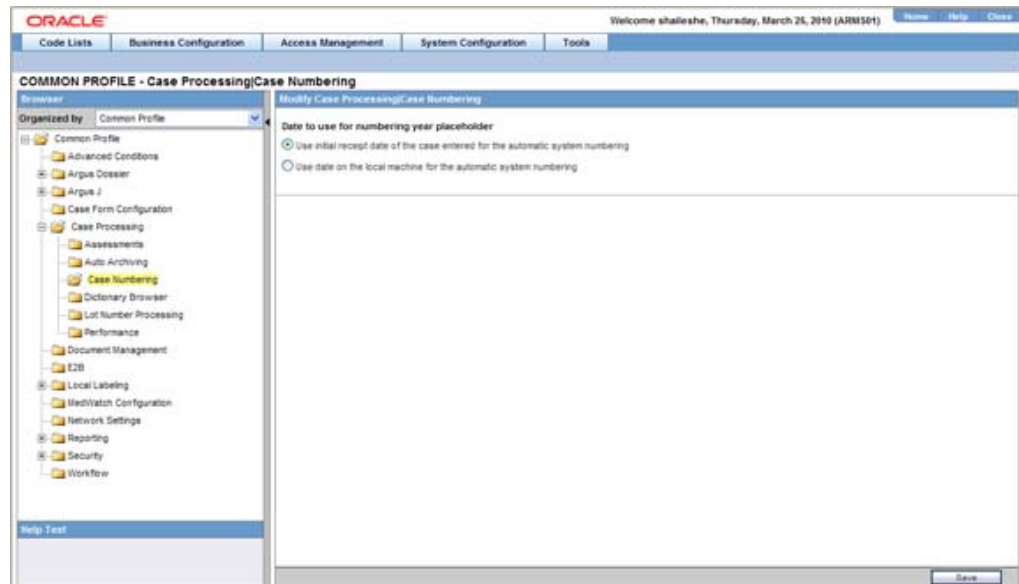 ORACLE
Welcome shaileshe, Thursday, March 25, 2010 (ARM501)
Home Help Close
Code Lists Business Configuration Access Management System Configuration Tools
COMMON PROFILE - Case Processing|Case Numbering
Browser
Organized by Common Profile
Common Profile
Advanced Conditions
Argus Dossier
Argus J
Case Form Configuration
Case Processing
Assessments
Auto Archiving
Case Numbering
Dictionary Browser
Lot Number Processing
Performance
Document Management
E2B
Local Labeling
MedWatch Configuration
Network Settings
Reporting
Security
Workflow
Help Text
Modify Case Processing|Case Numbering
Date to use for numbering year placeholder
Use initial receipt date of the case entered for the automatic system numbering
Use date on the local machine for the automatic system numbering
Save